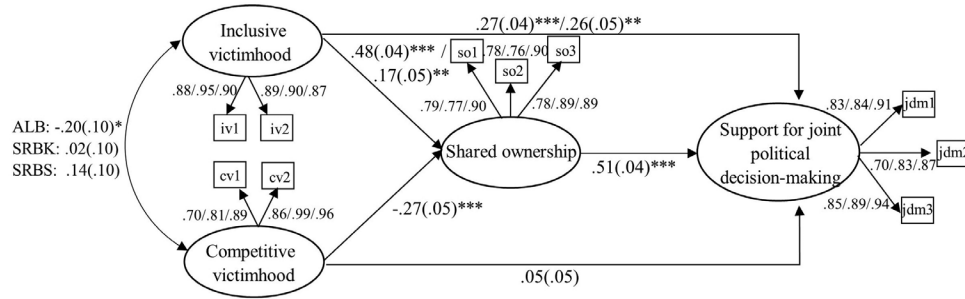 Inclusive
victimhood
.27(.04)***/.26(.05)**
.48(.04)*** /
.17(.05)**
so1
.78/.76/.90
so3
so2
.88/.95/.90
.89/.90/.87
iv1
iv2
.79/.77/.90
.78/.89/.89
ALB: -.20(.10)*
SRBK: .02(.10)
SRBS: .14(.10)
Shared ownership
.51(.04)***
Support for joint
political
decision-making
.83/.84/.91
jdm1
.70/.83/.87
jdm2
.85/.89/.94
jdm3
cv1
cv2
.70/.81/.89
.86/.99/.96
-.27(.05)***
Competitive
victimhood
.05(.05)